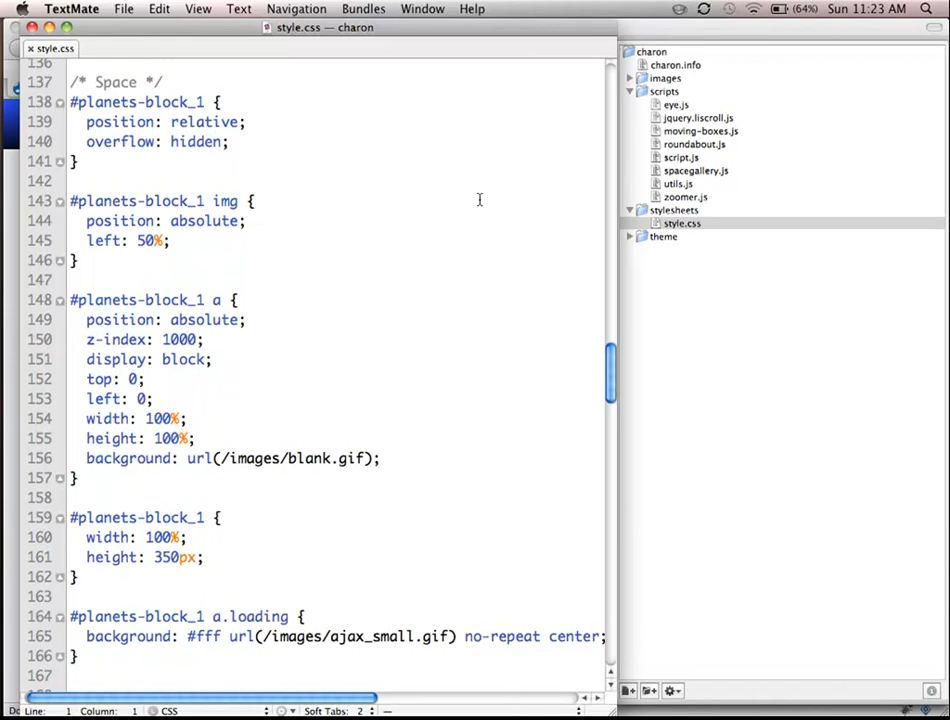 TextMate File Edit View Text Navigation Bundles Window Help (64%) Sun 11:23 AM
style.css — charon
style.css
136
137 /* Space */
138 #planets-block_1 {
139 position: relative;
140 overflow: hidden;
141 }
142
143 #planets-block_1 img {
144 position: absolute;
145 left: 50%;
146 }
147
148 #planets-block_1 a {
149 position: absolute;
150 z-index: 1000;
151 display: block;
152 top: 0;
153 left: 0;
154 width: 100%;
155 height: 100%;
156 background: url(/images/blank.gif);
157 }
158
159 #planets-block_1 {
160 width: 100%;
161 height: 350px;
162 }
163
164 #planets-block_1 a.loading {
165 background: #fff url(/images/ajax_small.gif) no-repeat center;
166 }
167
Line: 1 Column: 1 CSS Soft Tabs: 2 —
charon
charon.info
images
scripts
eye.js
jquery.liscroll.js
moving-boxes.js
roundabout.js
script.js
spacegallery.js
utils.js
zoomer.js
stylesheets
style.css
theme